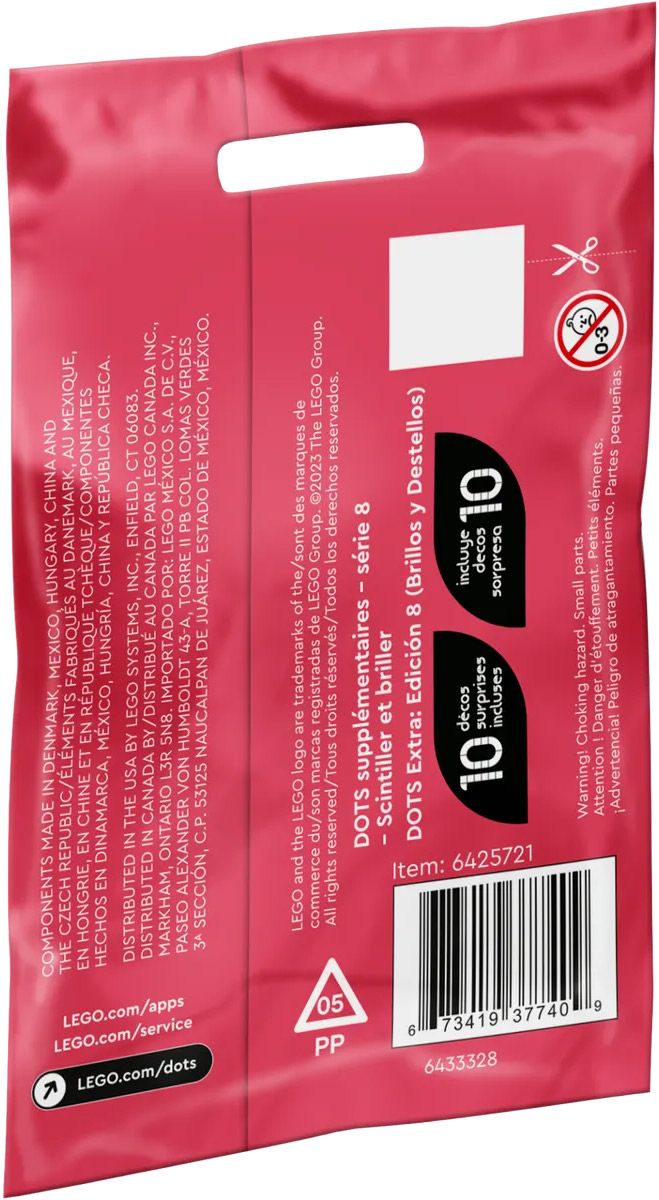 COMPONENTS MADE IN DENMARK, MEXICO, HUNGARY, CHINA AND
THE CZECH REPUBLIC/ÉLÉMENTS FABRIQUÉS AU DANEMARK, AU MEXIQUE,
EN HONGRIE, EN CHINE ET EN RÉPUBLIQUE TCHÈQUE/COMPONENTES
HECHOS EN DINAMARCA, MÉXICO, HUNGRÍA, CHINA Y REPÚBLICA CHECA.
DISTRIBUTED IN THE USA BY LEGO SYSTEMS, INC., ENFIELD, CT 06083.
DISTRIBUTED IN CANADA BY/DISTRIBUÉ AU CANADA PAR LEGO CANADA INC.,
MARKHAM, ONTARIO L3R 5N8. IMPORTADO POR: LEGO MÉXICO S.A. DE C.V.,
PASEO ALEXANDER VON HUMBOLDT 43-A, TORRE II PB COL. LOMAS VERDES
3ᴬ SECCIÓN, C.P. 53125 NAUCALPAN DE JUÁREZ, ESTADO DE MÉXICO, MÉXICO.
LEGO.com/apps
LEGO.com/service
LEGO.com/dots
LEGO and the LEGO logo are trademarks of the/sont des marques de
commerce du/son marcas registradas de LEGO Group. ©2023 The LEGO Group.
All rights reserved/Tous droits réservés/Todos los derechos reservados.
DOTS supplémentaires – série 8
– Scintiller et briller
DOTS Extra: Edición 8 (Brillos y Destellos)
10 décos
surprises
incluses
incluye 10
decos
sorpresa
0-3
Warning! Choking hazard. Small parts.
Attention ! Danger d'étouffement. Petits éléments.
¡Advertencia! Peligro de atragantamiento. Partes pequeñas.
05
PP
Item: 6425721
6 73419 37740 9
6433328